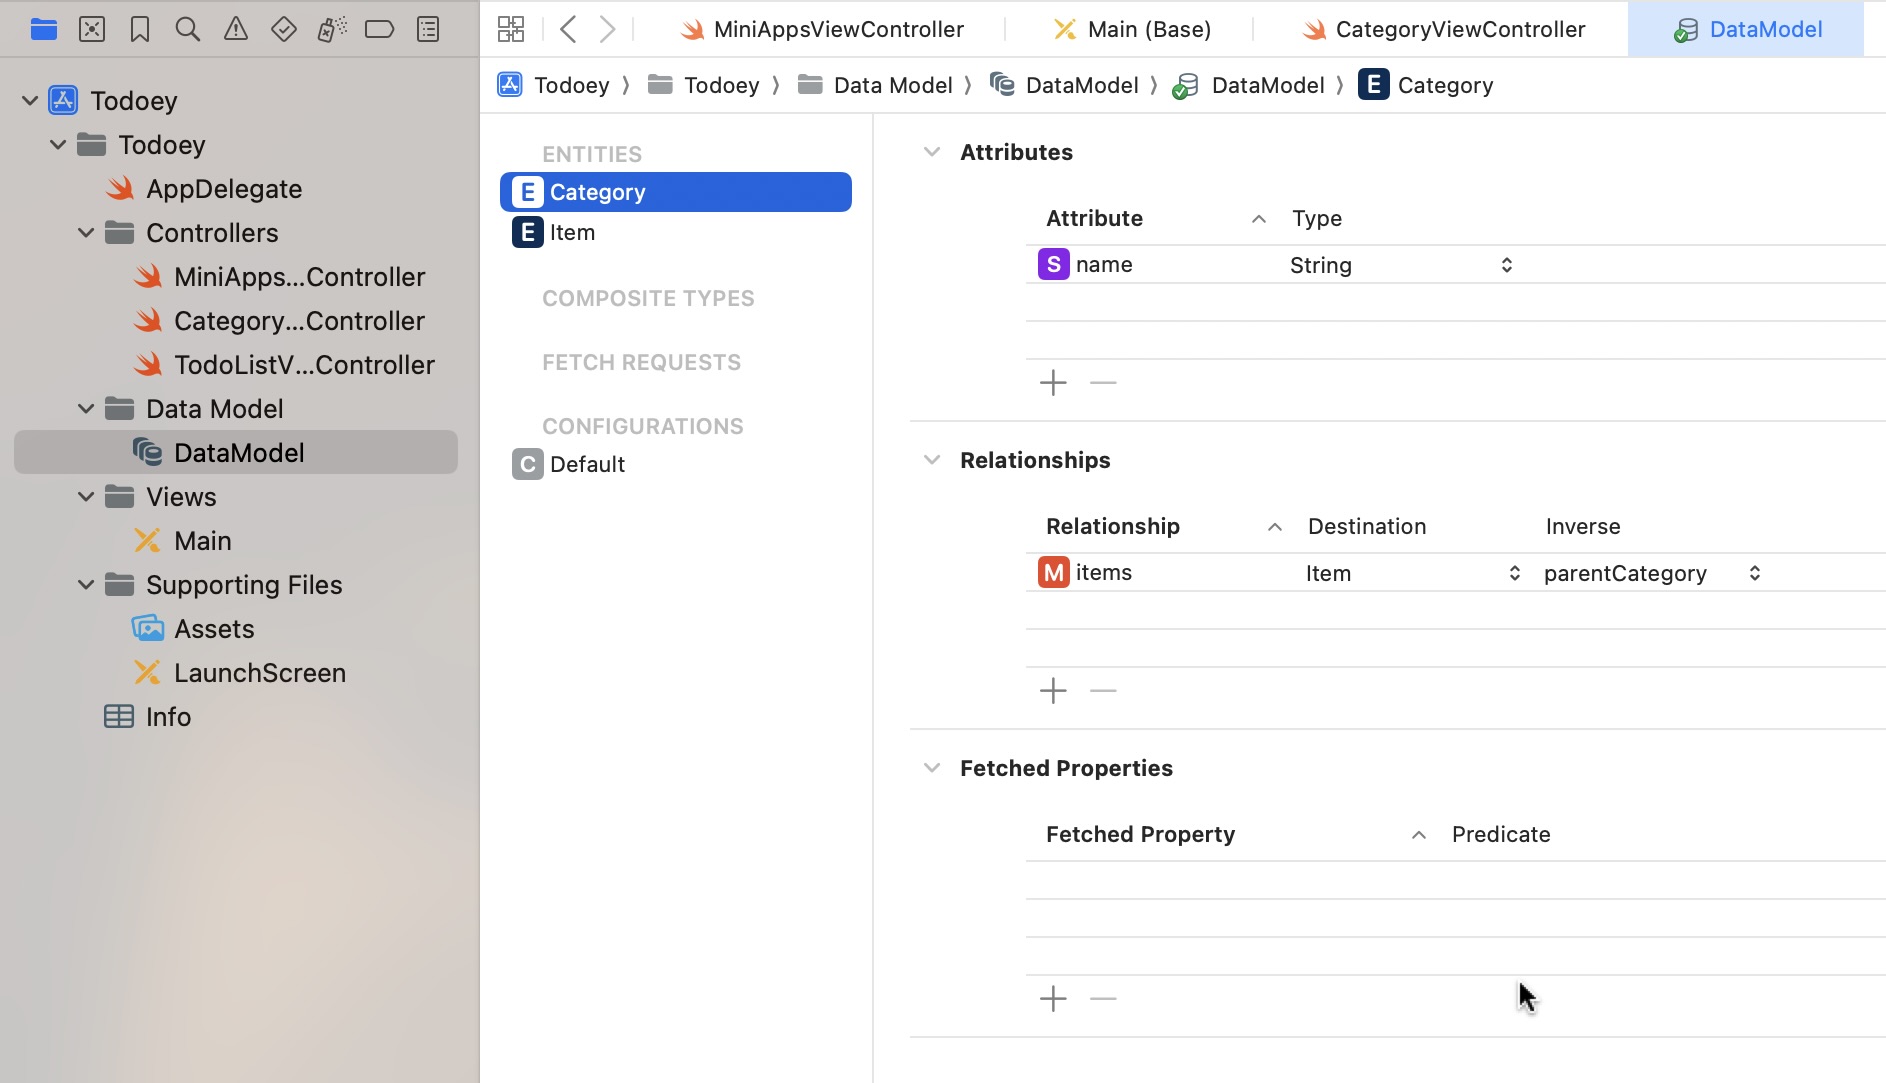 MiniAppsViewController
Main (Base)
CategoryViewController
DataModel
Todoey
Todoey
Data Model
DataModel
DataModel
E Category
Todoey
Todoey
AppDelegate
Controllers
MiniApps...Controller
Category...Controller
TodoListV...Controller
Data Model
DataModel
Views
Main
Supporting Files
Assets
LaunchScreen
Info
ENTITIES
E Category
E Item
COMPOSITE TYPES
FETCH REQUESTS
CONFIGURATIONS
C Default
Attributes
Attribute Type
S name String
Relationships
Relationship Destination Inverse
M items Item parentCategory
Fetched Properties
Fetched Property Predicate